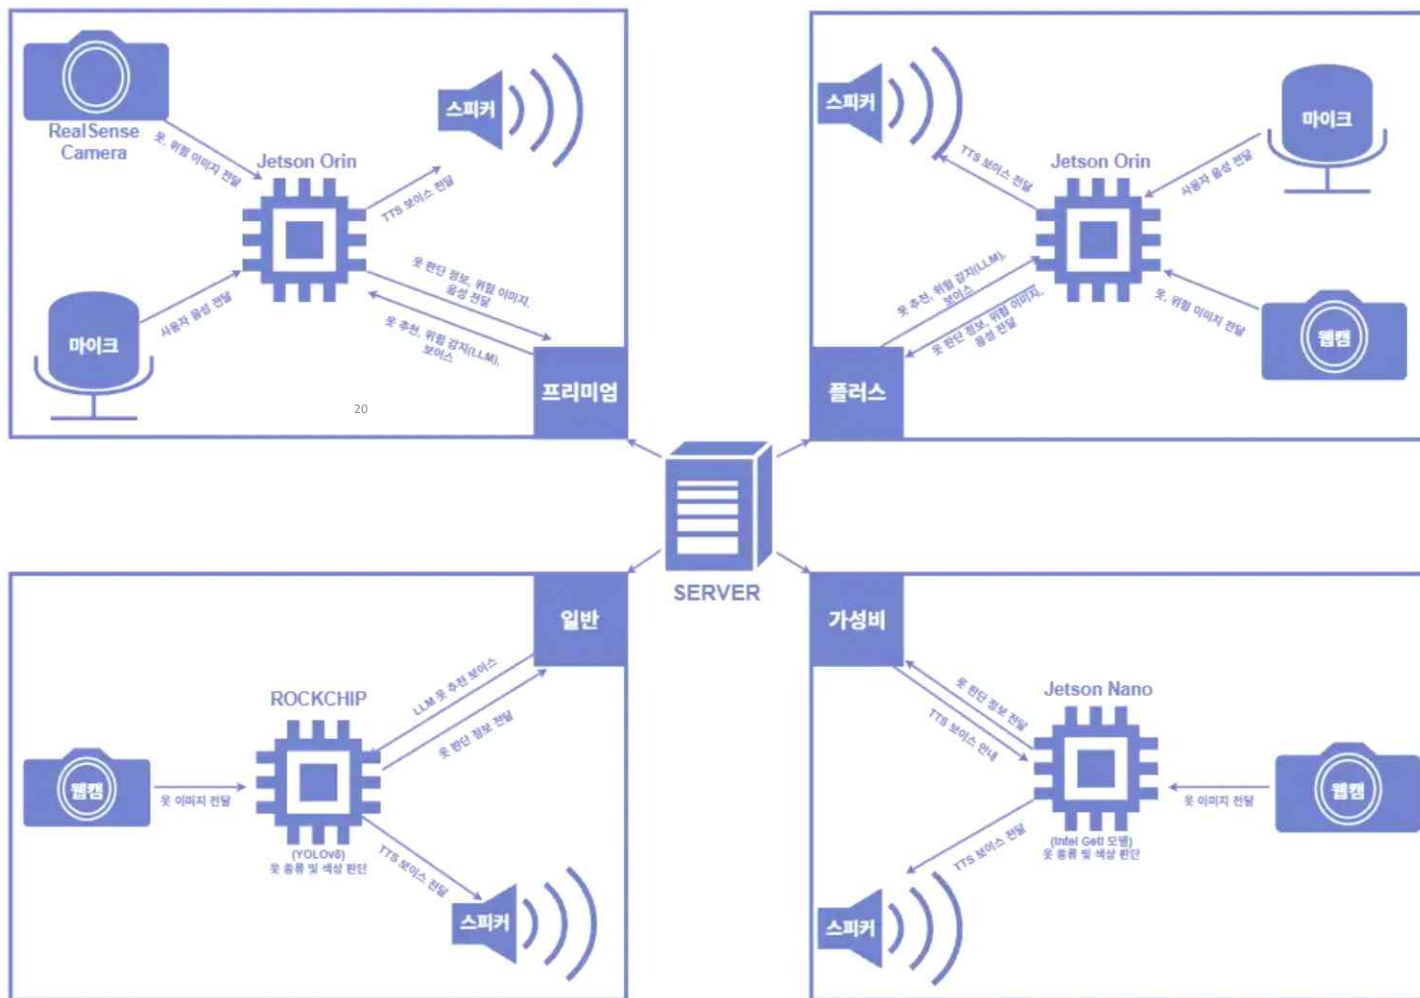 RealSense
Camera
옷, 위험 이미지 전달
Jetson Orin
스피커
TTS 보이스 전달
마이크
사용자 음성 전달
옷 판단 정보, 위험 이미지,
음성 전달
옷 추천, 위험 감지(LLM),
보이스
프리미엄
20
스피커
TTS 보이스 전달
Jetson Orin
마이크
사용자 음성 전달
옷 추천, 위험 감지(LLM),
보이스
옷 판단 정보, 위험 이미지,
음성 전달
옷, 위험 이미지 전달
웹캠
플러스
SERVER
일반
LLM 옷 추천 보이스
옷 판단 정보 전달
ROCKCHIP
웹캠
옷 이미지 전달
(YOLOv8)
옷 종류 및 색상 판단
TTS 보이스 전달
스피커
가성비
옷 판단 정보 전달
TTS 보이스 안내
Jetson Nano
웹캠
옷 이미지 전달
(Intel Geti 모델)
옷 종류 및 색상 판단
TTS 보이스 전달
스피커